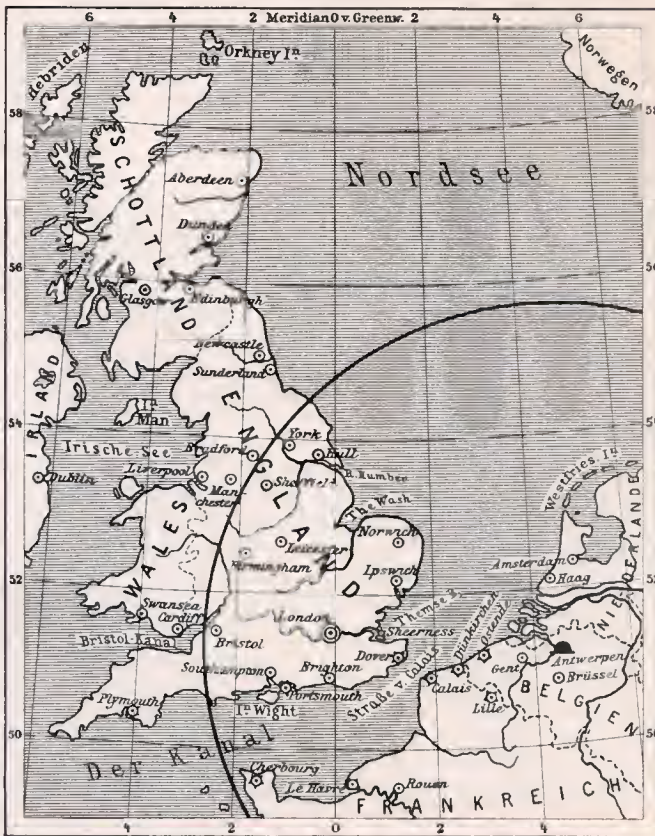 6 4 2 Meridian 0 v. Greenw. 2 4 6
Orkney Iⁿ
Hebriden
Norwegen
58 58
SCHOTTLAND
Aberdeen
Nordsee
Dundee
56 56
Glasgow
Edinburgh
Newcastle
Sunderland
IRLAND
ENGLAND
Iⁿ
Man
54 54
York
Irische See
Bradford
Hull
Liverpool
Man-
chester
Sheffield
R. Humber
Westfries. Iⁿ
Dublin
The Wash
NIEDERLANDE
WALES
Norwich
Leicester
Birmingham
Amsterdam
Haag
52 52
Ipswich
Swansea
Cardiff
London
Themse
Sheerness
Bristol-Kanal
Bristol
Dover
Straße v. Calais
Dünkirchen
Ostende
Gent
Antwerpen
Southampton
Brighton
Calais
Brüssel
Portsmouth
Lille
BELGIEN
Plymouth
Iⁿ Wight
50 50
Der Kanal
Cherbourg
Le Havre
Rouen
FRANKREICH
4 2 0 2 4